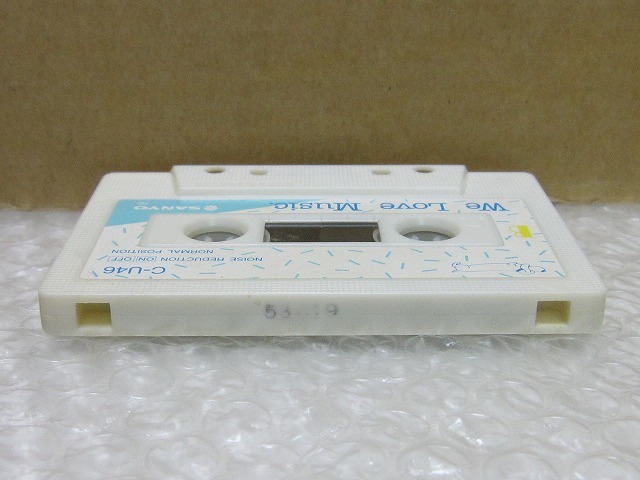 We Love Music.
SANYO
NOISE REDUCTION ON OFF
NORMAL POSITION
C-U46